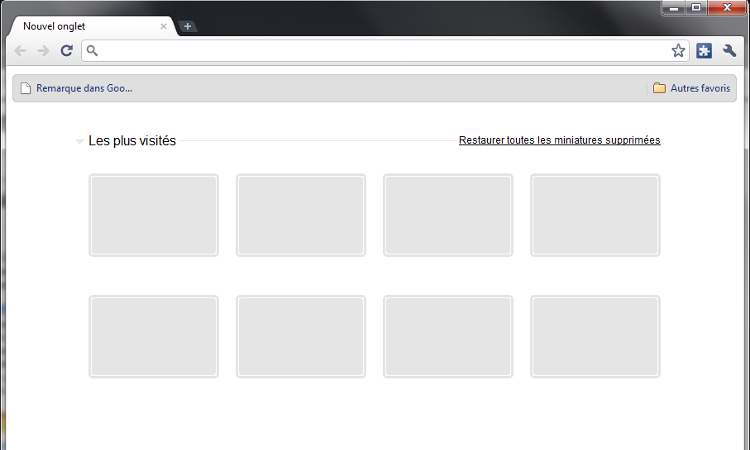 Nouvel onglet
Remarque dans Goo...
Autres favoris
Les plus visités
Restaurer toutes les miniatures supprimées